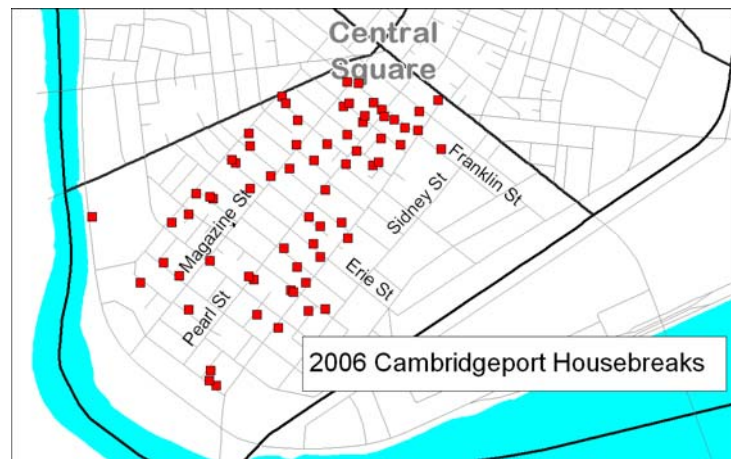 Central
Square
Franklin St
Sidney St
Magazine St
Erie St
Pearl St
2006 Cambridgeport Housebreaks